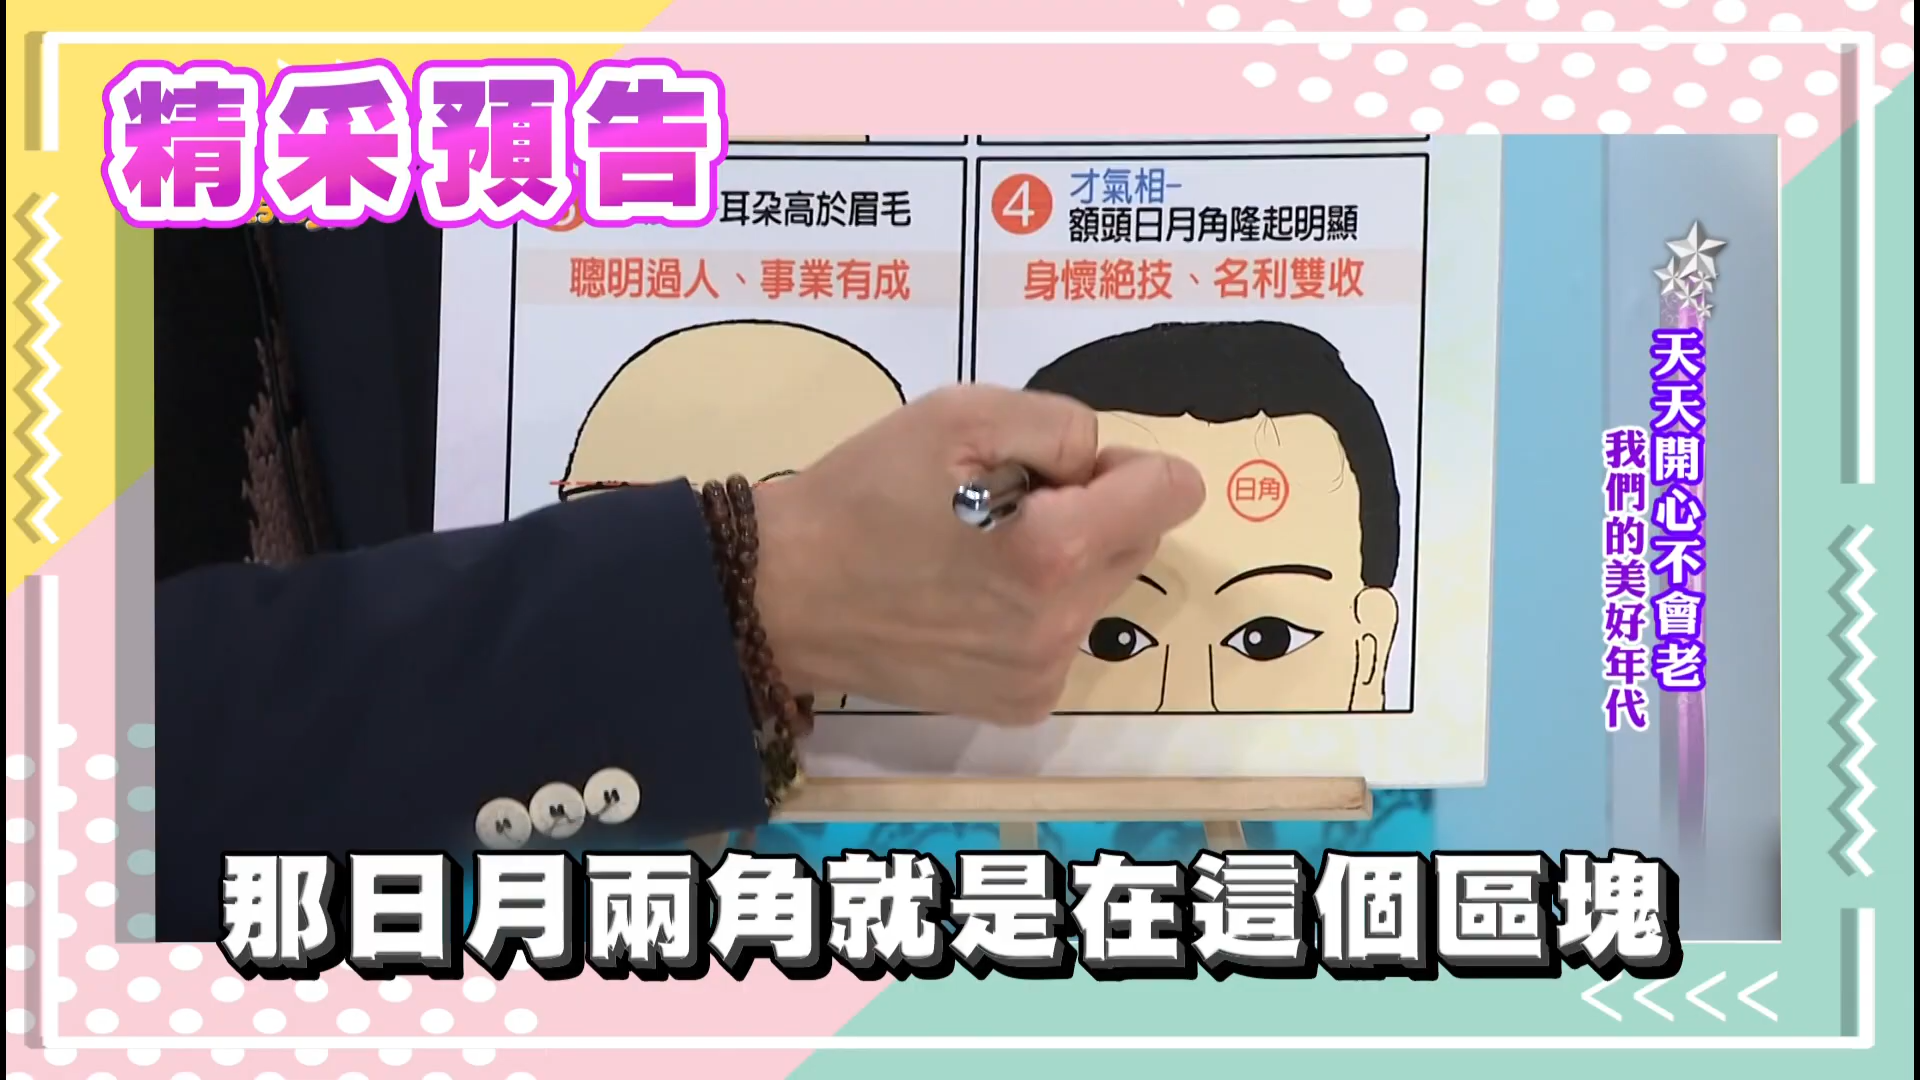 精采預告
耳朵高於眉毛
聰明過人、事業有成
4
才氣相-
額頭日月角隆起明顯
身懷絕技、名利雙收
日角
天天開心不會老
我們的美好年代
那日月兩角就是在這個區塊